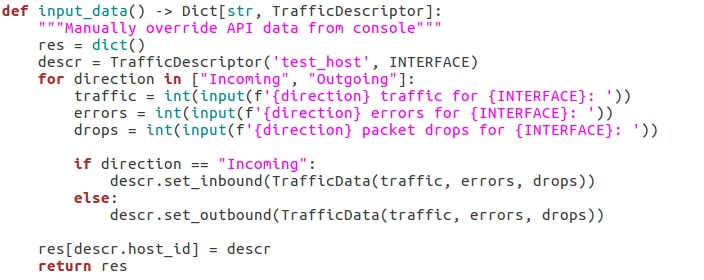 def input_data() -> Dict[str, TrafficDescriptor]:
    """Manually override API data from console"""
    res = dict()
    descr = TrafficDescriptor('test_host', INTERFACE)
    for direction in ["Incoming", "Outgoing"]:
        traffic = int(input(f'{direction} traffic for {INTERFACE}: '))
        errors = int(input(f'{direction} errors for {INTERFACE}: '))
        drops = int(input(f'{direction} packet drops for {INTERFACE}: '))

        if direction == "Incoming":
            descr.set_inbound(TrafficData(traffic, errors, drops))
        else:
            descr.set_outbound(TrafficData(traffic, errors, drops))

    res[descr.host_id] = descr
    return res